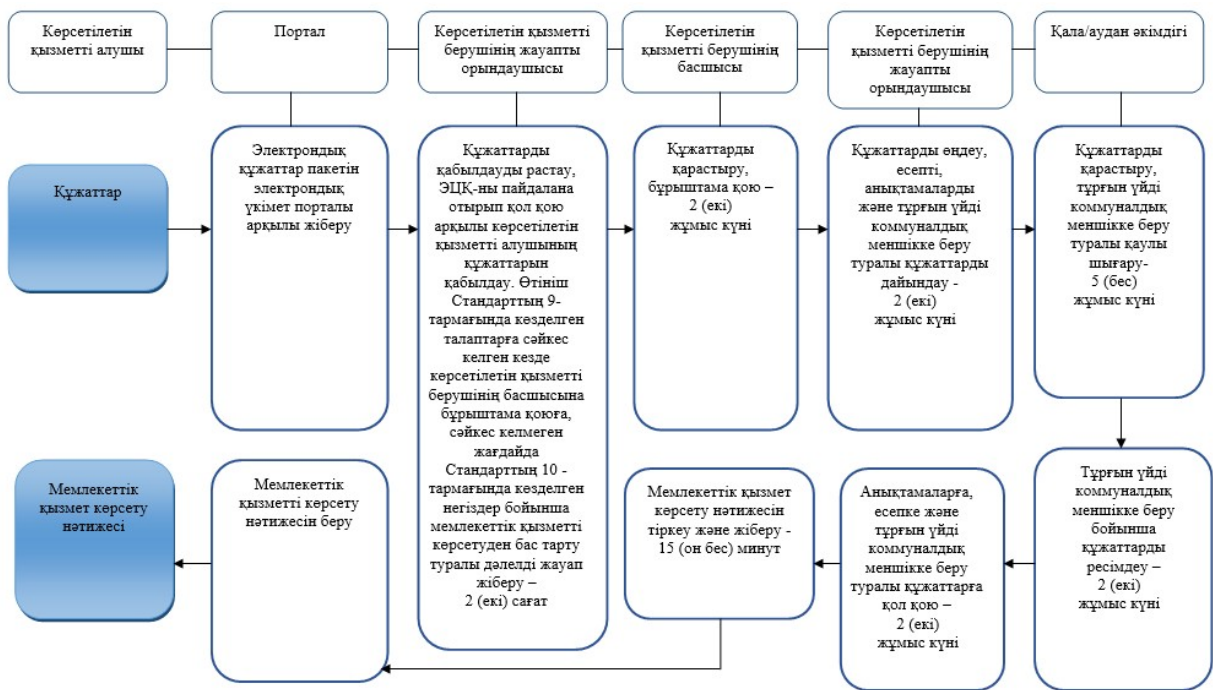 Көрсетілетін
қызметті алушы
Портал
Көрсетілетін қызметті
берушінің жауапты
орындаушысы
Көрсетілетін
қызметті берушінің
басшысы
Көрсетілетін
қызметті берушінің
жауапты
орындаушысы
Қала/аудан әкімдігі
Құжаттар
Электрондық
құжаттар пакетін
электрондық
үкімет порталы
арқылы жіберу
Құжаттарды
қабылдауды растау,
ЭЦҚ-ны пайдалана
отырып қол қою
арқылы көрсетілетін
қызметті алушының
құжаттарын
қабылдау. Өтініш
Стандарттың 9-
тармағында көзделген
талаптарға сәйкес
келген кезде
көрсетілетін қызметті
берушінің басшысына
бұрыштама қоюға,
сәйкес келмеген
жағдайда
Стандарттың 10 -
тармағында көзделген
негіздер бойынша
мемлекеттік қызметті
көрсетуден бас тарту
туралы дәлелді жауап
жіберу –
2 (екі) сағат
Құжаттарды
қарастыру,
бұрыштама қою –
2 (екі)
жұмыс күні
Құжаттарды өңдеу,
есепті,
анықтамаларды
және тұрғын үйді
коммуналдық
меншікке беру
туралы құжаттарды
дайындау -
2 (екі)
жұмыс күні
Құжаттарды
қарастыру,
тұрғын үйді
коммуналдық
меншікке беру
туралы қаулы
шығару-
5 (бес)
жұмыс күні
Мемлекеттік
қызмет көрсету
нәтижесі
Мемлекеттік
қызметті көрсету
нәтижесін беру
Мемлекеттік қызмет
көрсету нәтижесін
тіркеу және жіберу -
15 (он бес) минут
Анықтамаларға,
есепке және
тұрғын үйді
коммуналдық
меншікке беру
туралы құжаттарға
қол қою –
2 (екі)
жұмыс күні
Тұрғын үйді
коммуналдық
меншікке беру
бойынша
құжаттарды
ресімдеу –
2 (екі)
жұмыс күні